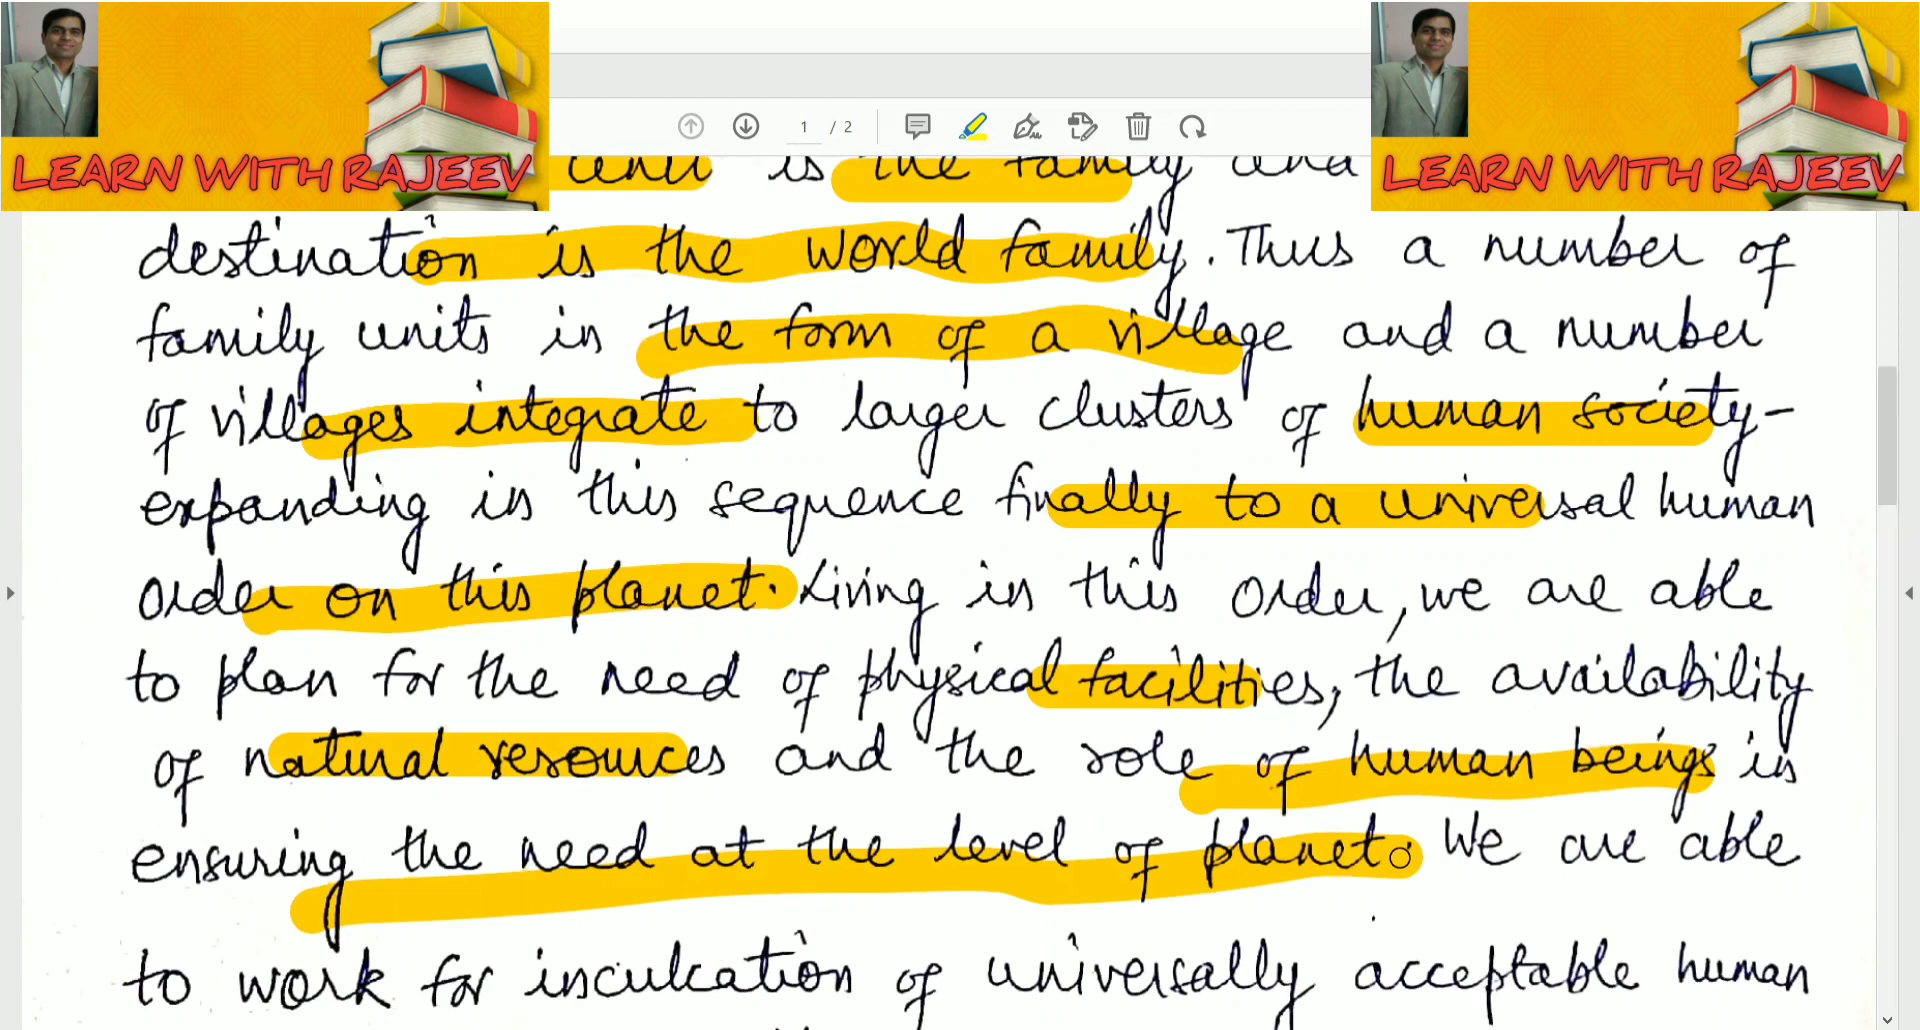 LEARN WITH RAJEEV
LEARN WITH RAJEEV
1 / 2
is the family and
destination is the world family. Thus a number of
family units in the form of a village and a number
of villages integrate to larger clusters of human society-
expanding in this sequence finally to a universal human
order on this planet. Living in this order, we are able
to plan for the need of physical facilities, the availability
of natural resources and the role of human beings in
ensuring the need at the level of planet. We are able
to work for inculcation of universally acceptable human